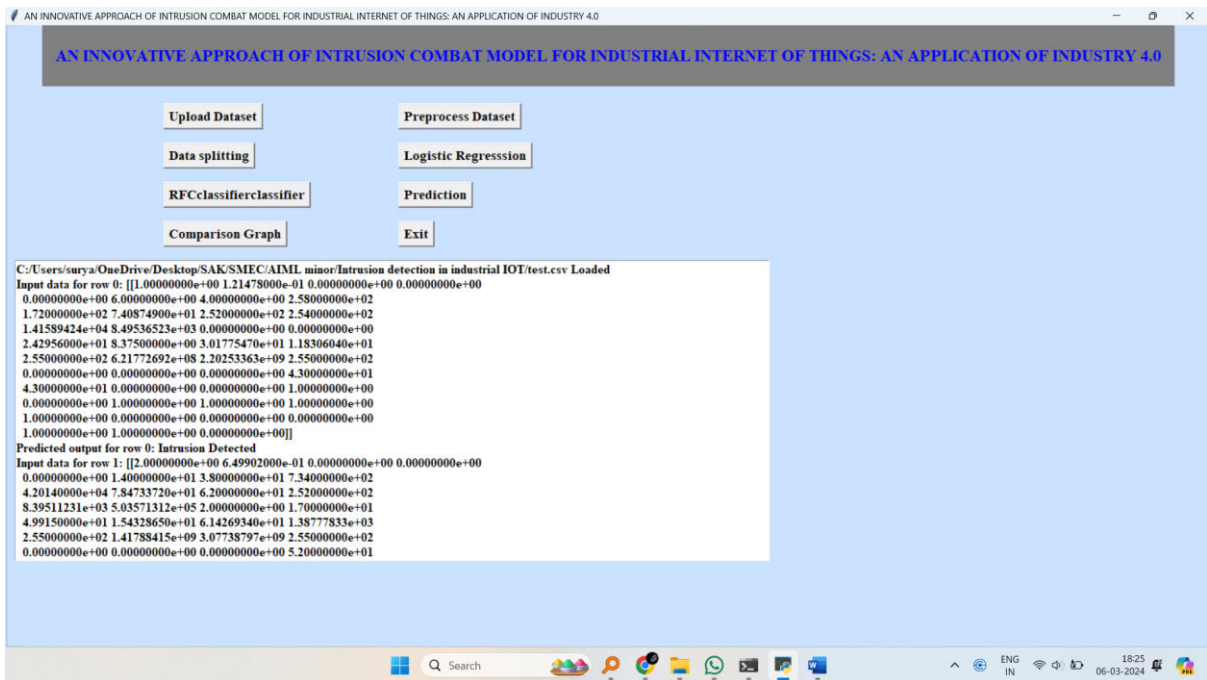 AN INNOVATIVE APPROACH OF INTRUSION COMBAT MODEL FOR INDUSTRIAL INTERNET OF THINGS: AN APPLICATION OF INDUSTRY 4.0
AN INNOVATIVE APPROACH OF INTRUSION COMBAT MODEL FOR INDUSTRIAL INTERNET OF THINGS: AN APPLICATION OF INDUSTRY 4.0
Upload Dataset Preprocess Dataset
Data splitting Logistic Regresssion
RFCclassifierclassifier Prediction
Comparison Graph Exit
C:/Users/surya/OneDrive/Desktop/SAK/SMEC/AIML minor/Intrusion detection in industrial IOT/test.csv Loaded
Input data for row 0: [[1.00000000e+00 1.21478000e-01 0.00000000e+00 0.00000000e+00
0.00000000e+00 6.00000000e+00 4.00000000e+00 2.58000000e+02
1.72000000e+02 7.40874900e+01 2.52000000e+02 2.54000000e+02
1.41589424e+04 8.49536523e+03 0.00000000e+00 0.00000000e+00
2.42956000e+01 8.37500000e+00 3.01775470e+01 1.18306040e+01
2.55000000e+02 6.21772692e+08 2.20253363e+09 2.55000000e+02
0.00000000e+00 0.00000000e+00 0.00000000e+00 4.30000000e+01
4.30000000e+01 0.00000000e+00 0.00000000e+00 1.00000000e+00
0.00000000e+00 1.00000000e+00 1.00000000e+00 1.00000000e+00
1.00000000e+00 0.00000000e+00 0.00000000e+00 0.00000000e+00
1.00000000e+00 1.00000000e+00 0.00000000e+00]]
Predicted output for row 0: Intrusion Detected
Input data for row 1: [[2.00000000e+00 6.49902000e-01 0.00000000e+00 0.00000000e+00
0.00000000e+00 1.40000000e+01 3.80000000e+01 7.34000000e+02
4.20140000e+04 7.84733720e+01 6.20000000e+01 2.52000000e+02
8.39511231e+03 5.03571312e+05 2.00000000e+00 1.70000000e+01
4.99150000e+01 1.54328650e+01 6.14269340e+01 1.38777833e+03
2.55000000e+02 1.41788415e+09 3.07738797e+09 2.55000000e+02
0.00000000e+00 0.00000000e+00 0.00000000e+00 5.20000000e+01
Search
ENG 18:25
IN 06-03-2024
PRE